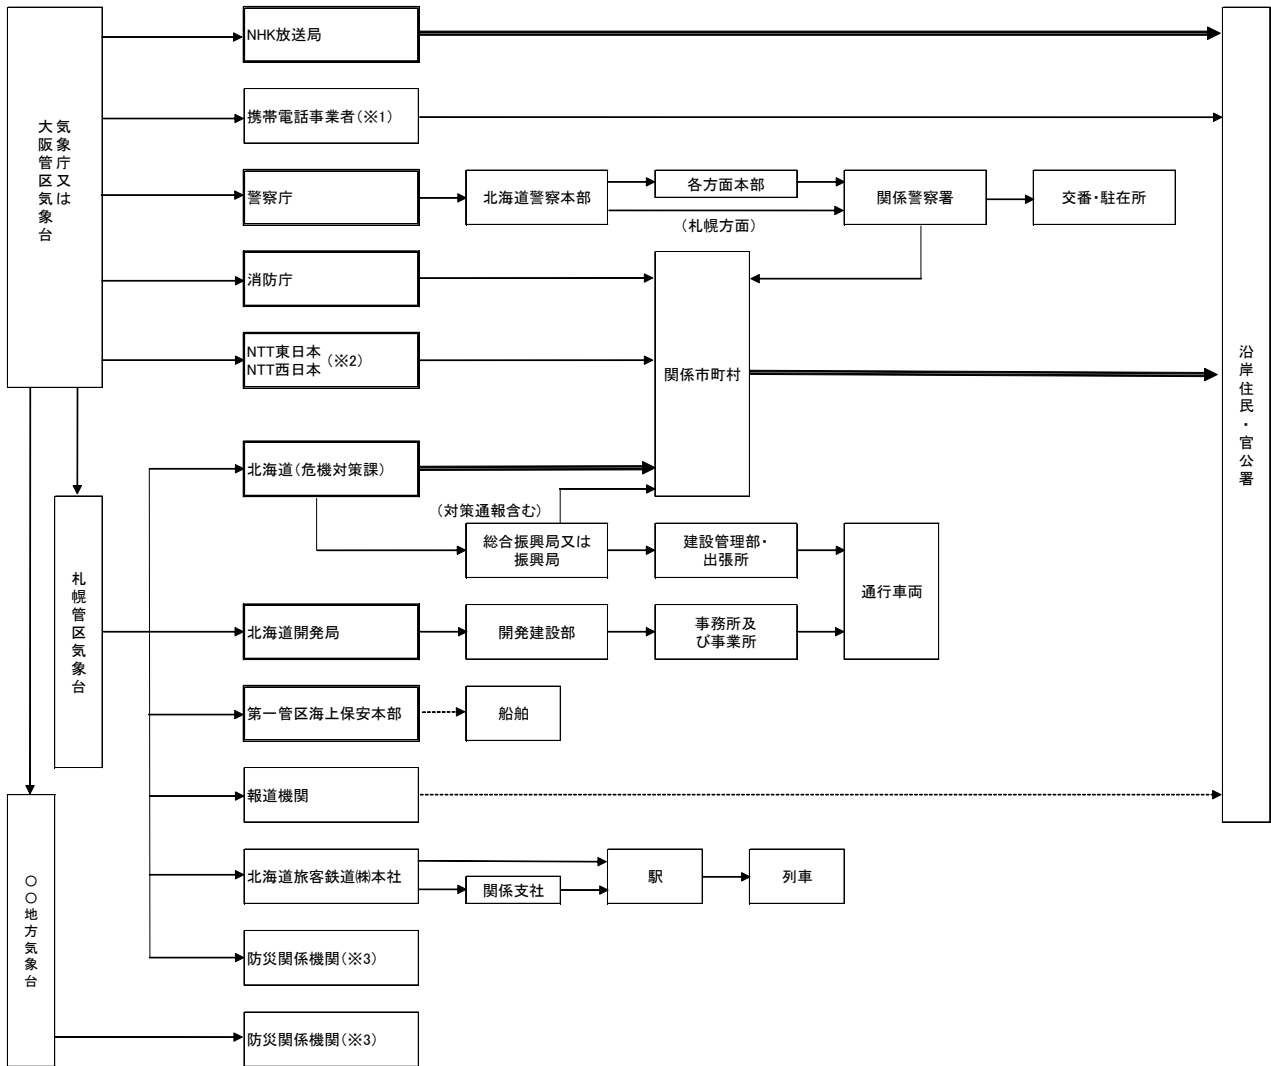 気象庁又は
大阪管区気象台
NHK放送局
携帯電話事業者(※1)
警察庁
北海道警察本部
各方面本部
(札幌方面)
関係警察署
交番・駐在所
消防庁
NTT東日本
NTT西日本
(※2)
関係市町村
沿岸住民・官公署
北海道(危機対策課)
(対策通報含む)
総合振興局又は
振興局
建設管理部・
出張所
通行車両
札幌管区気象台
北海道開発局
開発建設部
事務所及
び事業所
第一管区海上保安本部
船舶
報道機関
北海道旅客鉄道㈱本社
関係支社
駅
列車
○○地方気象台
防災関係機関(※3)
防災関係機関(※3)